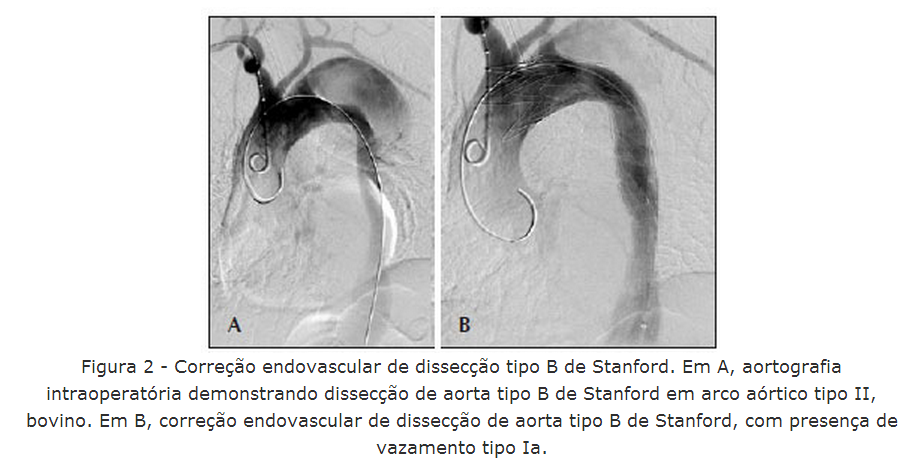 A
B
Figura 2 - Correção endovascular de dissecção tipo B de Stanford. Em A, aortografia
intraoperatória demonstrando dissecção de aorta tipo B de Stanford em arco aórtico tipo II,
bovino. Em B, correção endovascular de dissecção de aorta tipo B de Stanford, com presença de
vazamento tipo Ia.